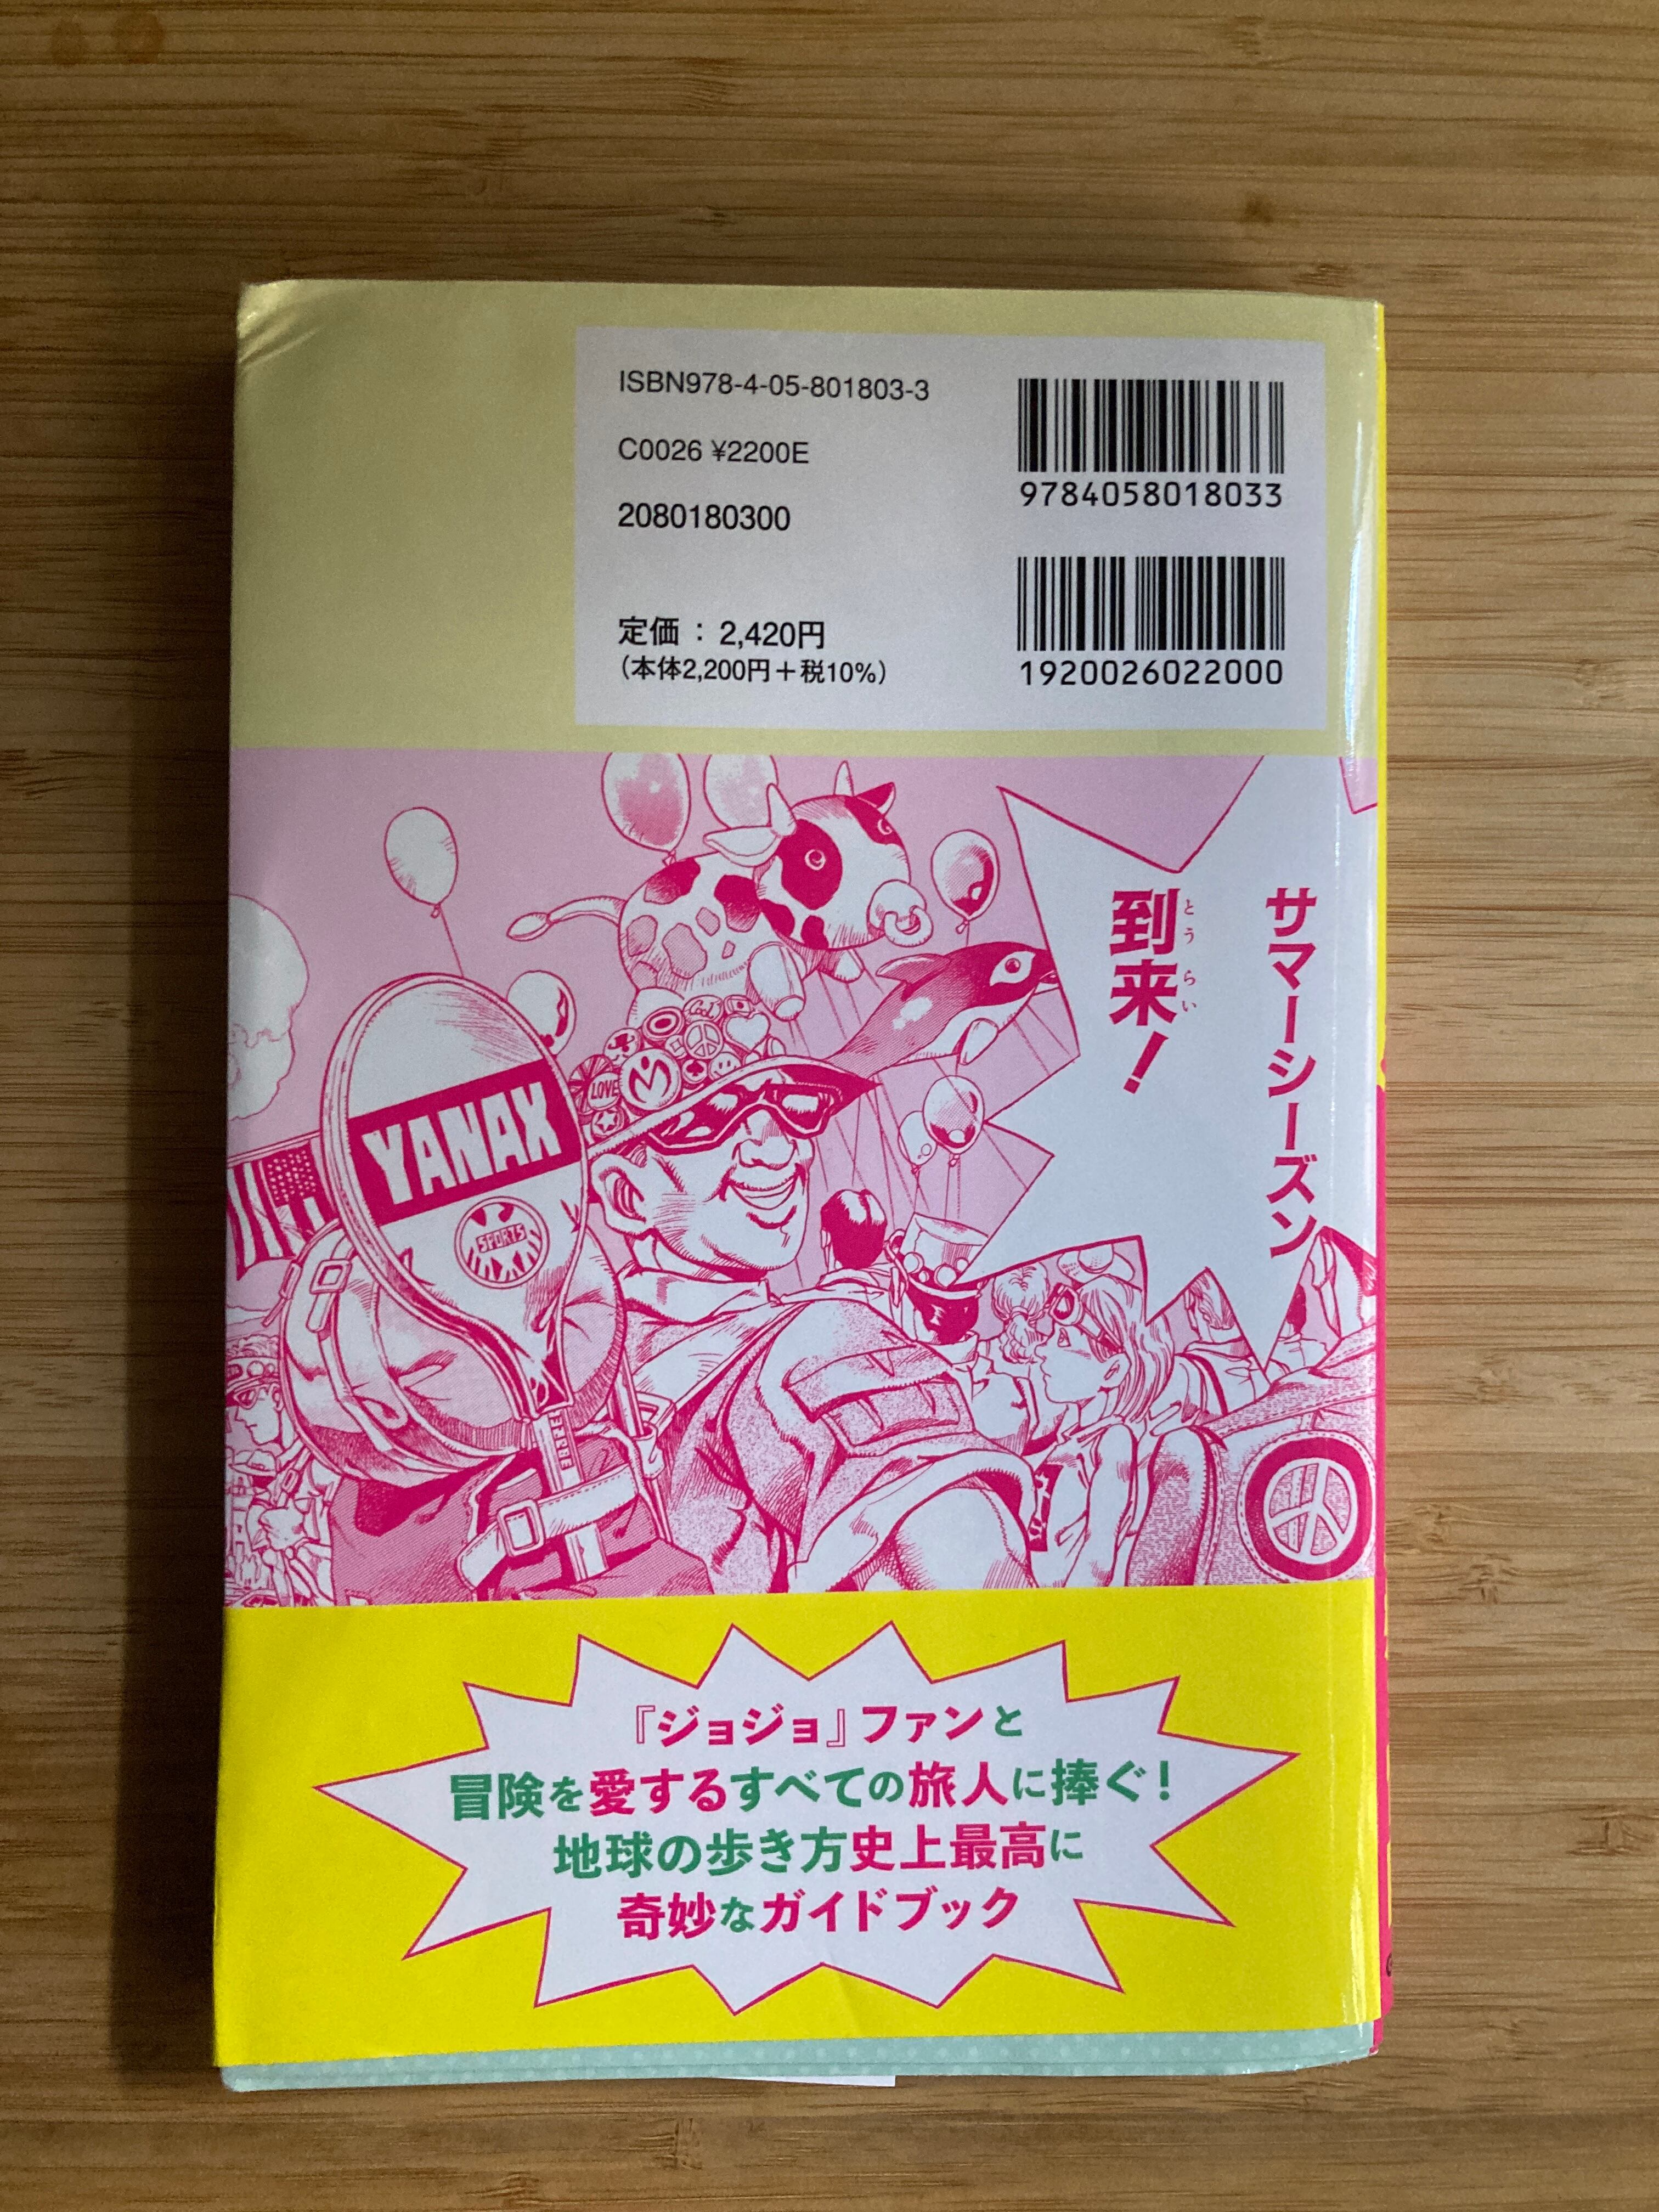 ISBN978-4-05-801803-3
C0026 ¥2200E
2080180300
定価 : 2,420円
(本体2,200円+税10%)
9784058018033
1920026022000
サマーシーズン
到来!
とうらい
YANAX
SPORTS
LOVE
『ジョジョ』ファンと
冒険を愛するすべての旅人に捧ぐ!
地球の歩き方史上最高に
奇妙なガイドブック